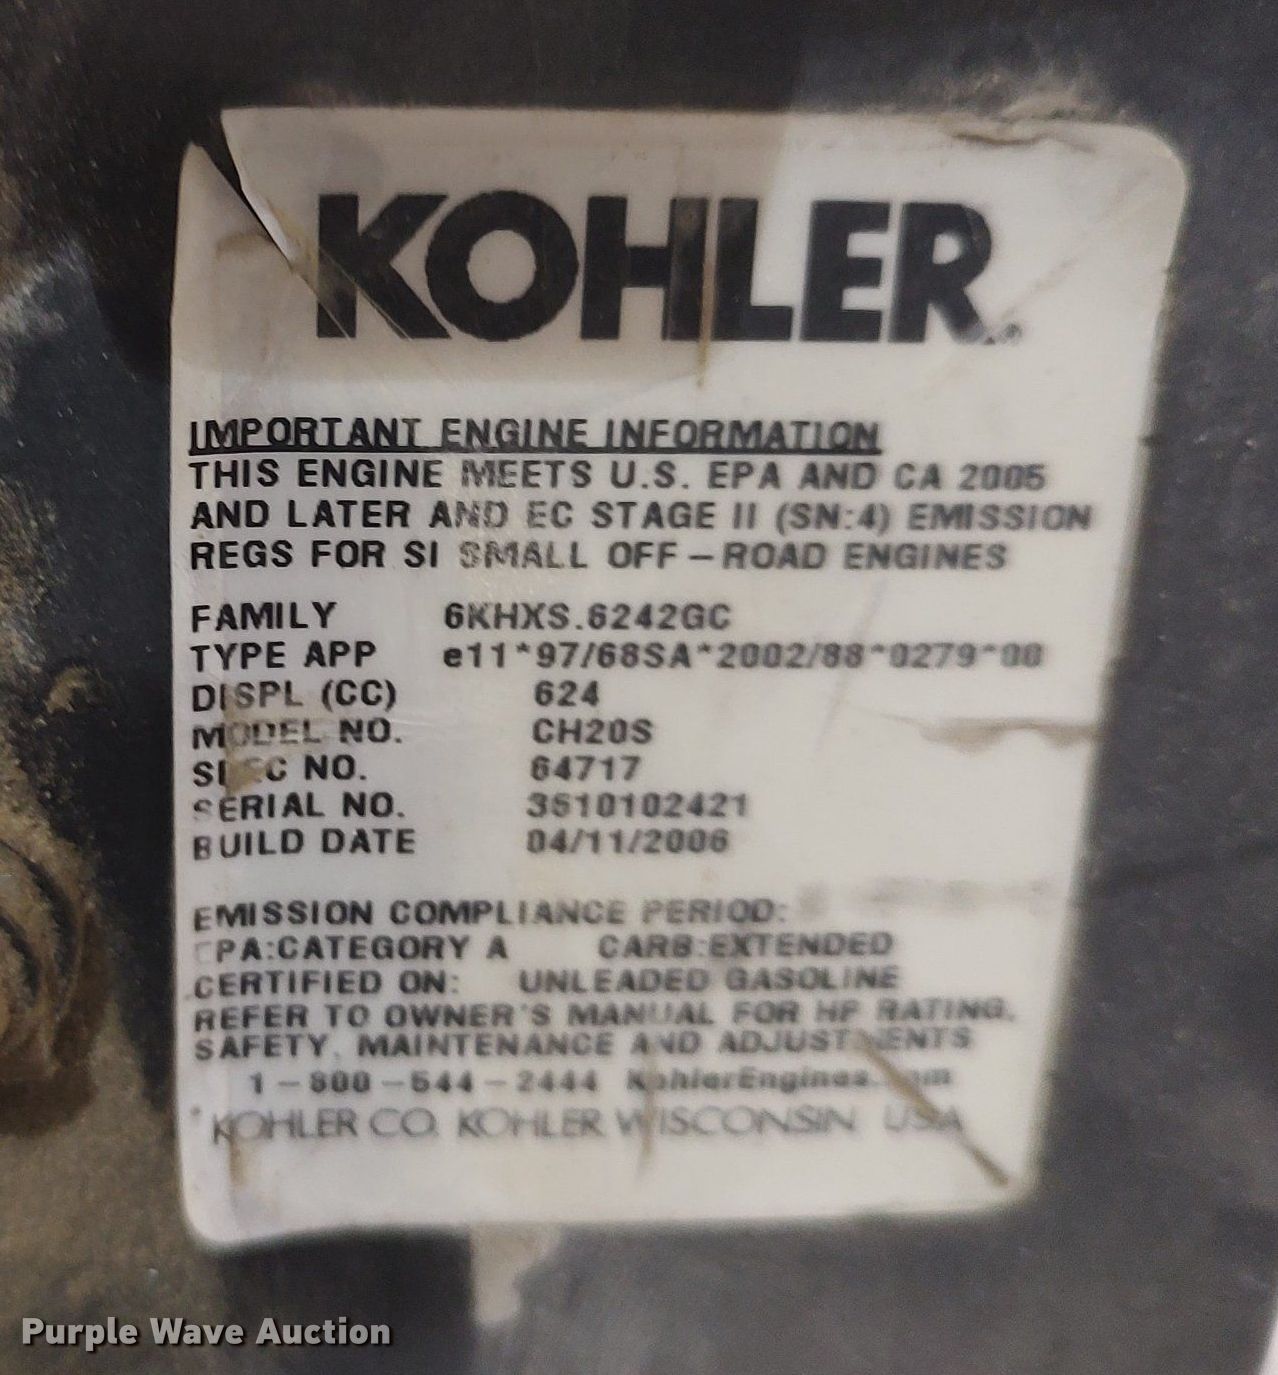 KOHLER
IMPORTANT ENGINE INFORMATION
THIS ENGINE MEETS U.S. EPA AND CA 2005
AND LATER AND EC STAGE II (SN:4) EMISSION
REGS FOR SI SMALL OFF-ROAD ENGINES
FAMILY 6KHXS.6242GC
TYPE APP e11*97/68SA*2002/88*0279*00
DISPL (CC) 624
MODEL NO. CH20S
SPEC NO. 64717
SERIAL NO. 3610102421
BUILD DATE 04/11/2006
EMISSION COMPLIANCE PERIOD:
EPA:CATEGORY A CARB:EXTENDED
CERTIFIED ON: UNLEADED GASOLINE
REFER TO OWNER'S MANUAL FOR HP RATING,
SAFETY, MAINTENANCE AND ADJUSTMENTS
1-800-544-2444 KohlerEngines.com
KOHLER CO. KOHLER WISCONSIN USA
Purple Wave Auction